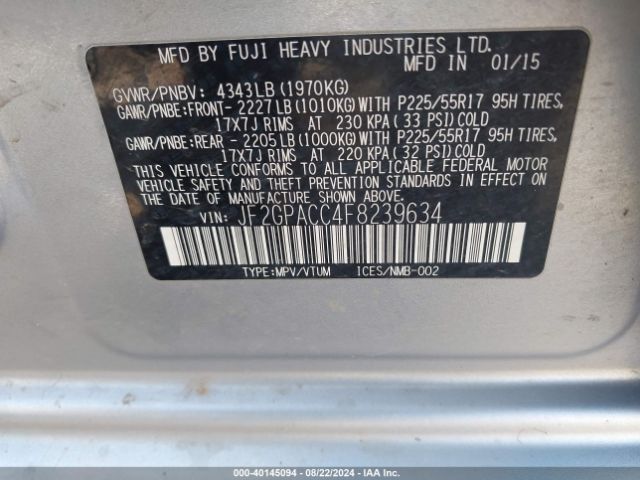 MFD BY FUJI HEAVY INDUSTRIES LTD.
MFD IN 01/15
GVWR/PNBV: 4343LB(1970KG)
GAWR/PNBE:FRONT-2227LB(1010KG)WITH P225/55R17 95H TIRES,
17X7J RIMS AT 230 KPA(33 PSI)COLD
GAWR/PNBE:REAR -2205LB(1000KG)WITH P225/55R17 95H TIRES,
17X7J RIMS AT 220 KPA(32 PSI)COLD
THIS VEHICLE CONFORMS TO ALL APPLICABLE FEDERAL MOTOR
VEHICLE SAFETY AND THEFT PREVENTION STANDARDS IN EFFECT ON
THE DATE OF MANUFACTURE SHOWN ABOVE.
VIN: JF2GPACC4F8239634
TYPE:MPV/VTUM ICES/NMB-002
000-40145094 - 08/22/2024 - IAA Inc.